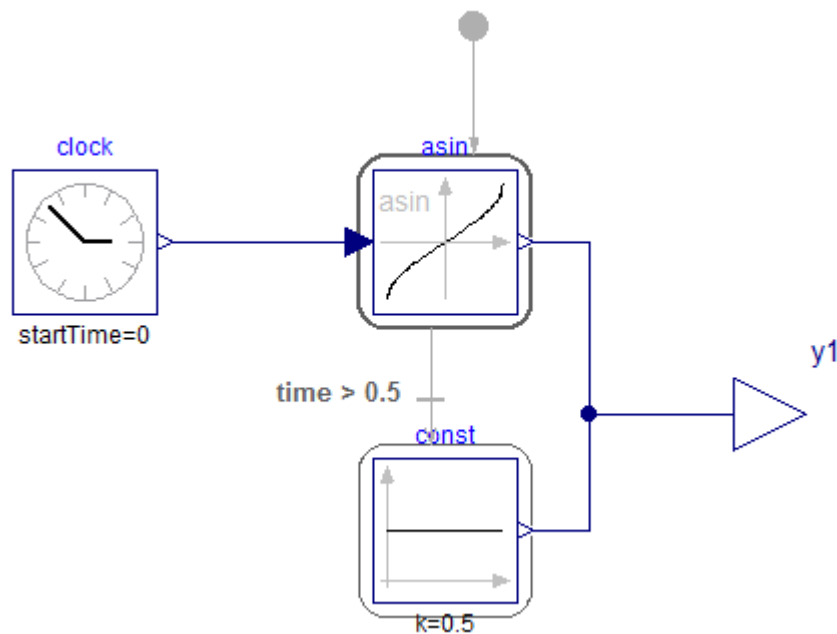 clock
asin
asin
startTime=0
y1
time > 0.5
const
k=0.5